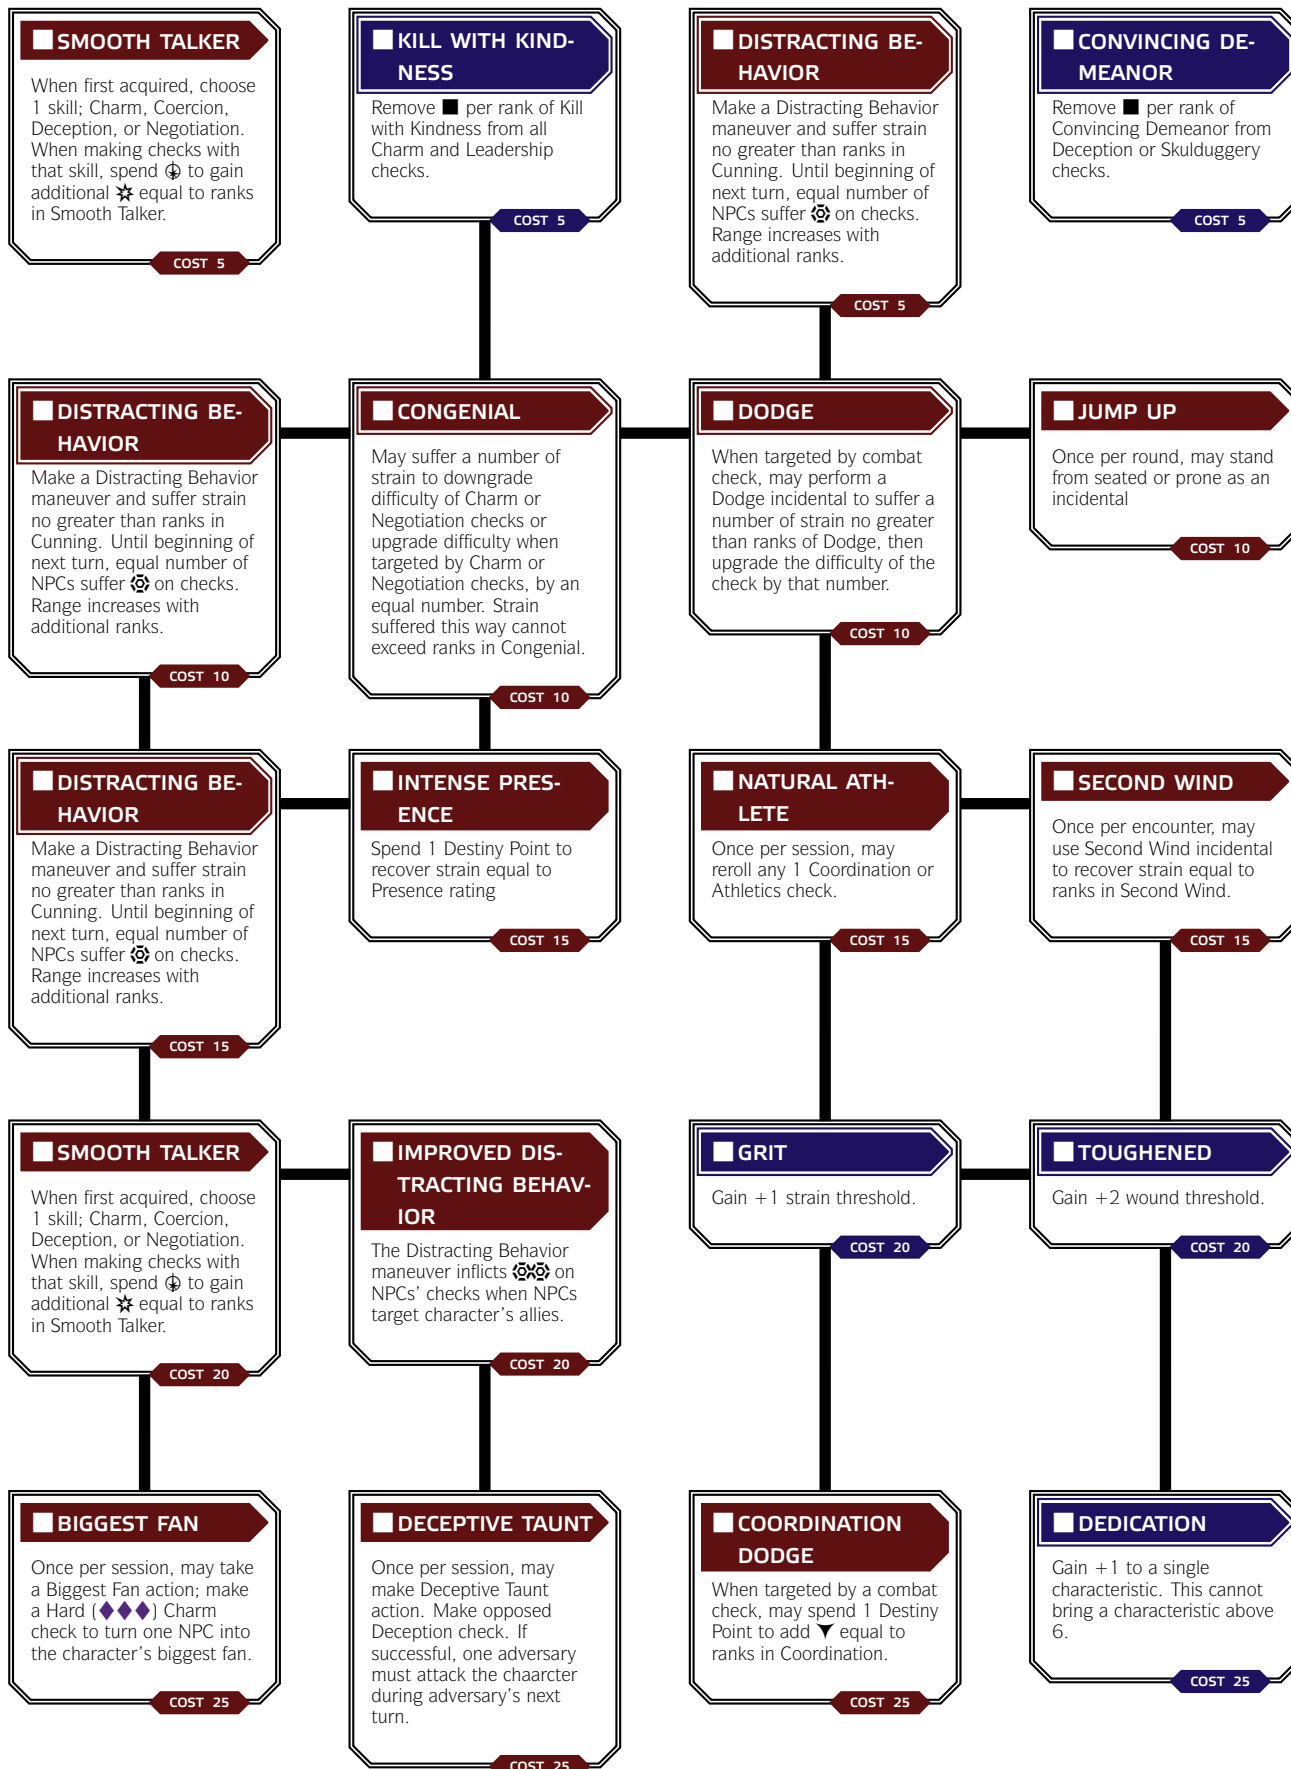 SMOOTH TALKER
When first acquired, choose
1 skill; Charm, Coercion,
Deception, or Negotiation.
When making checks with
that skill, spend to gain
additional equal to ranks
in Smooth Talker.
COST 5
KILL WITH KIND-
NESS
Remove ■ per rank of Kill
with Kindness from all
Charm and Leadership
checks.
COST 5
DISTRACTING BE-
HAVIOR
Make a Distracting Behavior
maneuver and suffer strain
no greater than ranks in
Cunning. Until beginning of
next turn, equal number of
NPCs suffer on checks.
Range increases with
additional ranks.
COST 5
CONVINCING DE-
MEANOR
Remove ■ per rank of
Convincing Demeanor from
Deception or Skulduggery
checks.
COST 5
DISTRACTING BE-
HAVIOR
Make a Distracting Behavior
maneuver and suffer strain
no greater than ranks in
Cunning. Until beginning of
next turn, equal number of
NPCs suffer on checks.
Range increases with
additional ranks.
COST 10
CONGENIAL
May suffer a number of
strain to downgrade
difficulty of Charm or
Negotiation checks or
upgrade difficulty when
targeted by Charm or
Negotiation checks, by an
equal number. Strain
suffered this way cannot
exceed ranks in Congenial.
COST 10
DODGE
When targeted by combat
check, may perform a
Dodge incidental to suffer a
number of strain no greater
than ranks of Dodge, then
upgrade the difficulty of the
check by that number.
COST 10
JUMP UP
Once per round, may stand
from seated or prone as an
incidental
COST 10
DISTRACTING BE-
HAVIOR
Make a Distracting Behavior
maneuver and suffer strain
no greater than ranks in
Cunning. Until beginning of
next turn, equal number of
NPCs suffer on checks.
Range increases with
additional ranks.
COST 15
INTENSE PRES-
ENCE
Spend 1 Destiny Point to
recover strain equal to
Presence rating
COST 15
NATURAL ATH-
LETE
Once per session, may
reroll any 1 Coordination or
Athletics check.
COST 15
SECOND WIND
Once per encounter, may
use Second Wind incidental
to recover strain equal to
ranks in Second Wind.
COST 15
SMOOTH TALKER
When first acquired, choose
1 skill; Charm, Coercion,
Deception, or Negotiation.
When making checks with
that skill, spend to gain
additional equal to ranks
in Smooth Talker.
COST 20
IMPROVED DIS-
TRACTING BEHAV-
IOR
The Distracting Behavior
maneuver inflicts on
NPCs' checks when NPCs
target character's allies.
COST 20
GRIT
Gain +1 strain threshold.
COST 20
TOUGHENED
Gain +2 wound threshold.
COST 20
BIGGEST FAN
Once per session, may take
a Biggest Fan action; make
a Hard (◆◆◆) Charm
check to turn one NPC into
the character's biggest fan.
COST 25
DECEPTIVE TAUNT
Once per session, may
make Deceptive Taunt
action. Make opposed
Deception check. If
successful, one adversary
must attack the chaarcter
during adversary's next
turn.
COST 25
COORDINATION
DODGE
When targeted by a combat
check, may spend 1 Destiny
Point to add equal to
ranks in Coordination.
COST 25
DEDICATION
Gain +1 to a single
characteristic. This cannot
bring a characteristic above
6.
COST 25